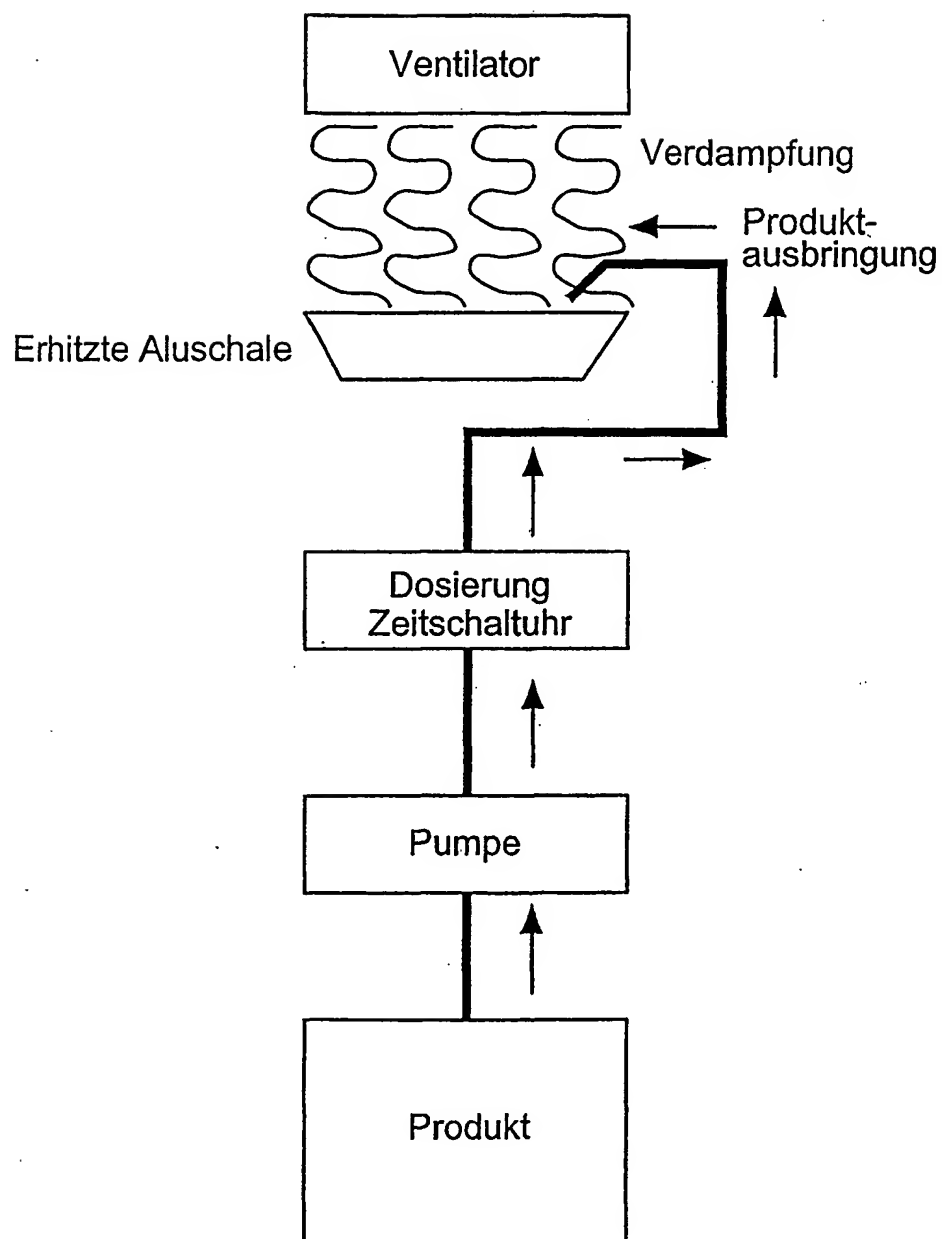 Ventilator
Verdampfung
Produkt-
ausbringung
Erhitzte Aluschale
Dosierung
Zeitschaltuhr
Pumpe
Produkt